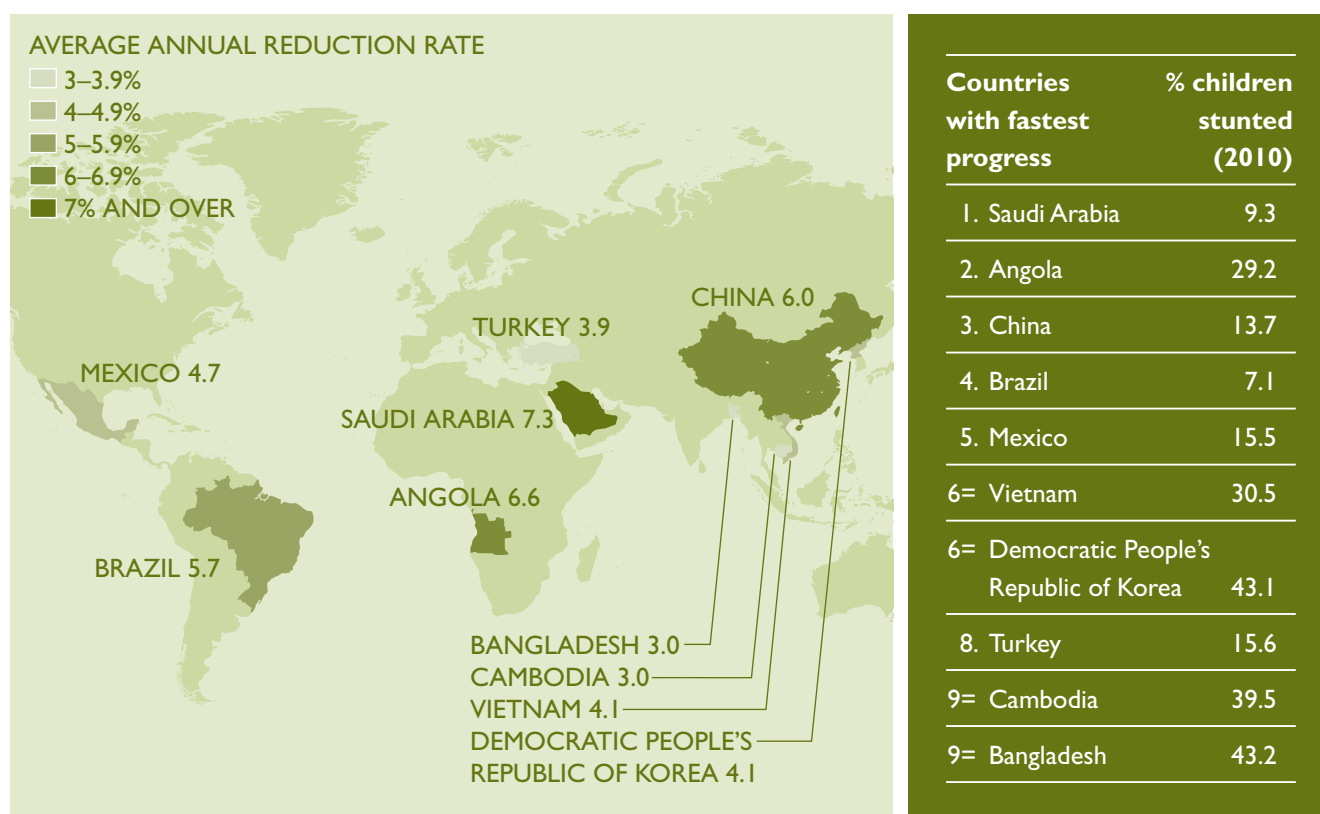 AVERAGE ANNUAL REDUCTION RATE
3–3.9%
4–4.9%
5–5.9%
6–6.9%
7% AND OVER
CHINA 6.0
TURKEY 3.9
MEXICO 4.7
SAUDI ARABIA 7.3
ANGOLA 6.6
BRAZIL 5.7
BANGLADESH 3.0
CAMBODIA 3.0
VIETNAM 4.1
DEMOCRATIC PEOPLE’S
REPUBLIC OF KOREA 4.1
Countries % children
with fastest stunted
progress (2010)
1. Saudi Arabia 9.3
2. Angola 29.2
3. China 13.7
4. Brazil 7.1
5. Mexico 15.5
6= Vietnam 30.5
6= Democratic People’s
Republic of Korea 43.1
8. Turkey 15.6
9= Cambodia 39.5
9= Bangladesh 43.2